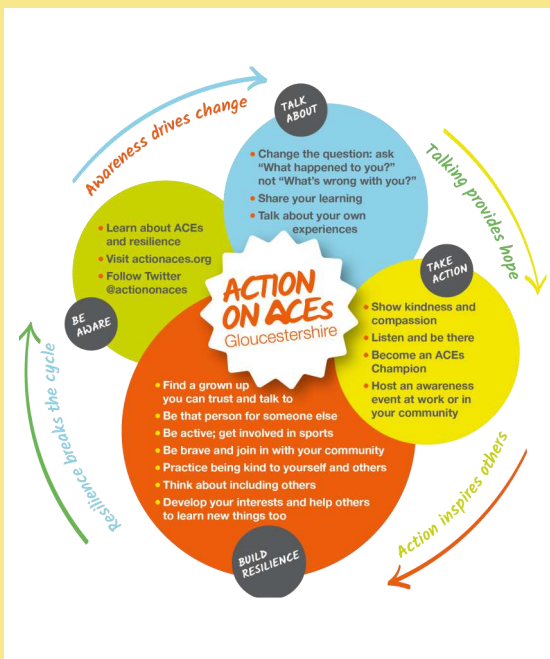 Awareness drives change
TALK
ABOUT
• Change the question: ask
“What happened to you?”
not “What’s wrong with you?”
• Share your learning
• Talk about your own
experiences
Talking provides hope
• Learn about ACEs
and resilience
• Visit actionaces.org
• Follow Twitter
@actiononaces
BE
AWARE
ACTION
ON ACEs
Gloucestershire
TAKE
ACTION
• Show kindness and
compassion
• Listen and be there
• Become an ACEs
Champion
• Host an awareness
event at work or in
your community
• Find a grown up
you can trust and talk to
• Be that person for someone else
• Be active; get involved in sports
• Be brave and join in with your community
• Practice being kind to yourself and others
• Think about including others
• Develop your interests and help others
to learn new things too
BUILD
RESILIENCE
Action inspires others
Resilience breaks the cycle